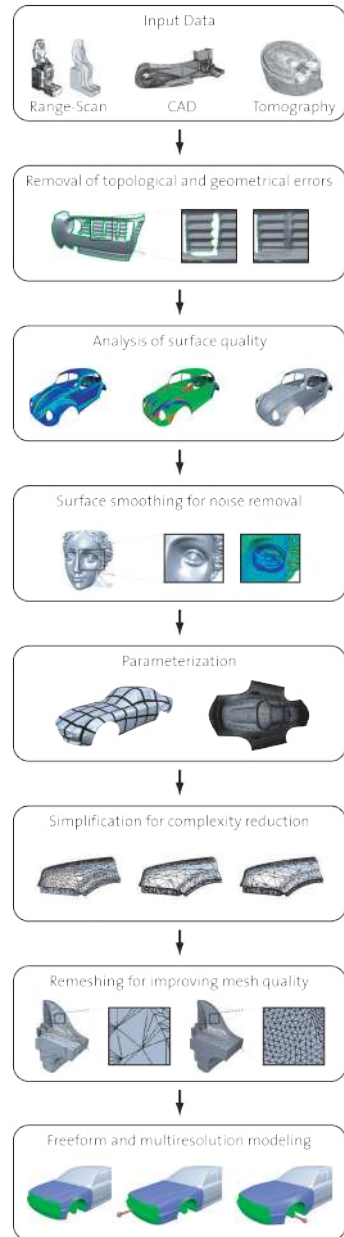 Input Data
Range-Scan CAD Tomography
Removal of topological and geometrical errors
Analysis of surface quality
Surface smoothing for noise removal
Parameterization
Simplification for complexity reduction
Remeshing for improving mesh quality
Freeform and multiresolution modeling